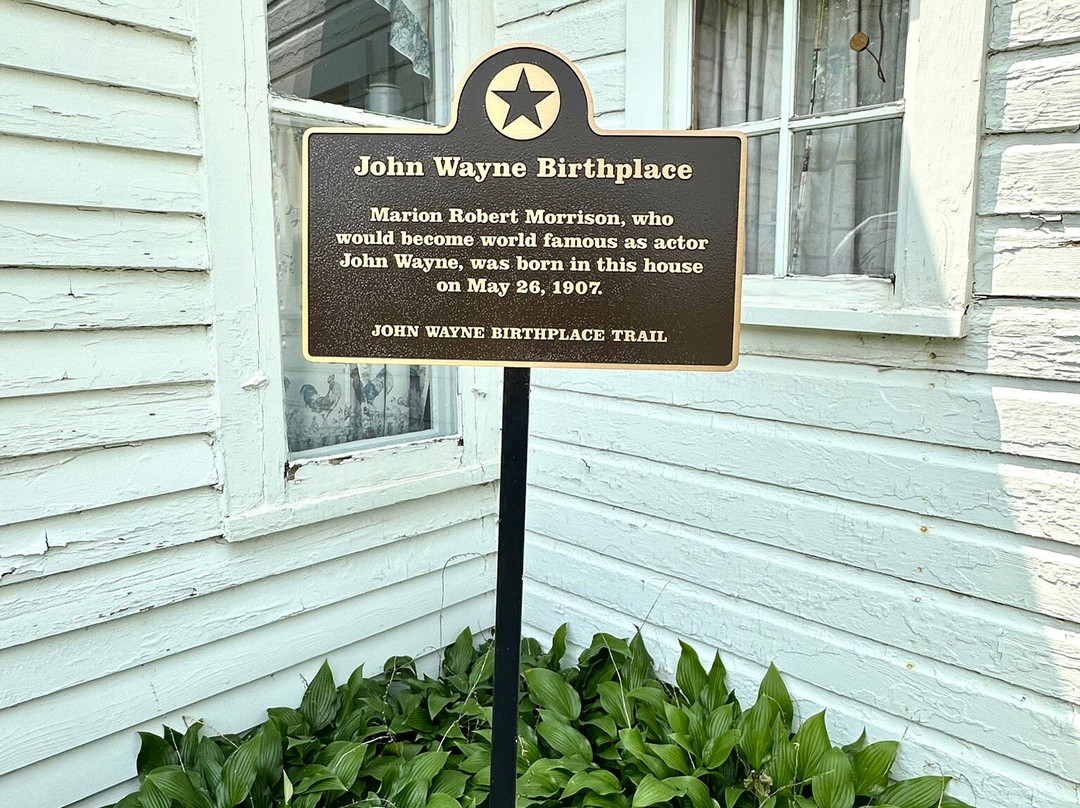 John Wayne Birthplace
Marion Robert Morrison, who
would become world famous as actor
John Wayne, was born in this house
on May 26, 1907.
JOHN WAYNE BIRTHPLACE TRAIL